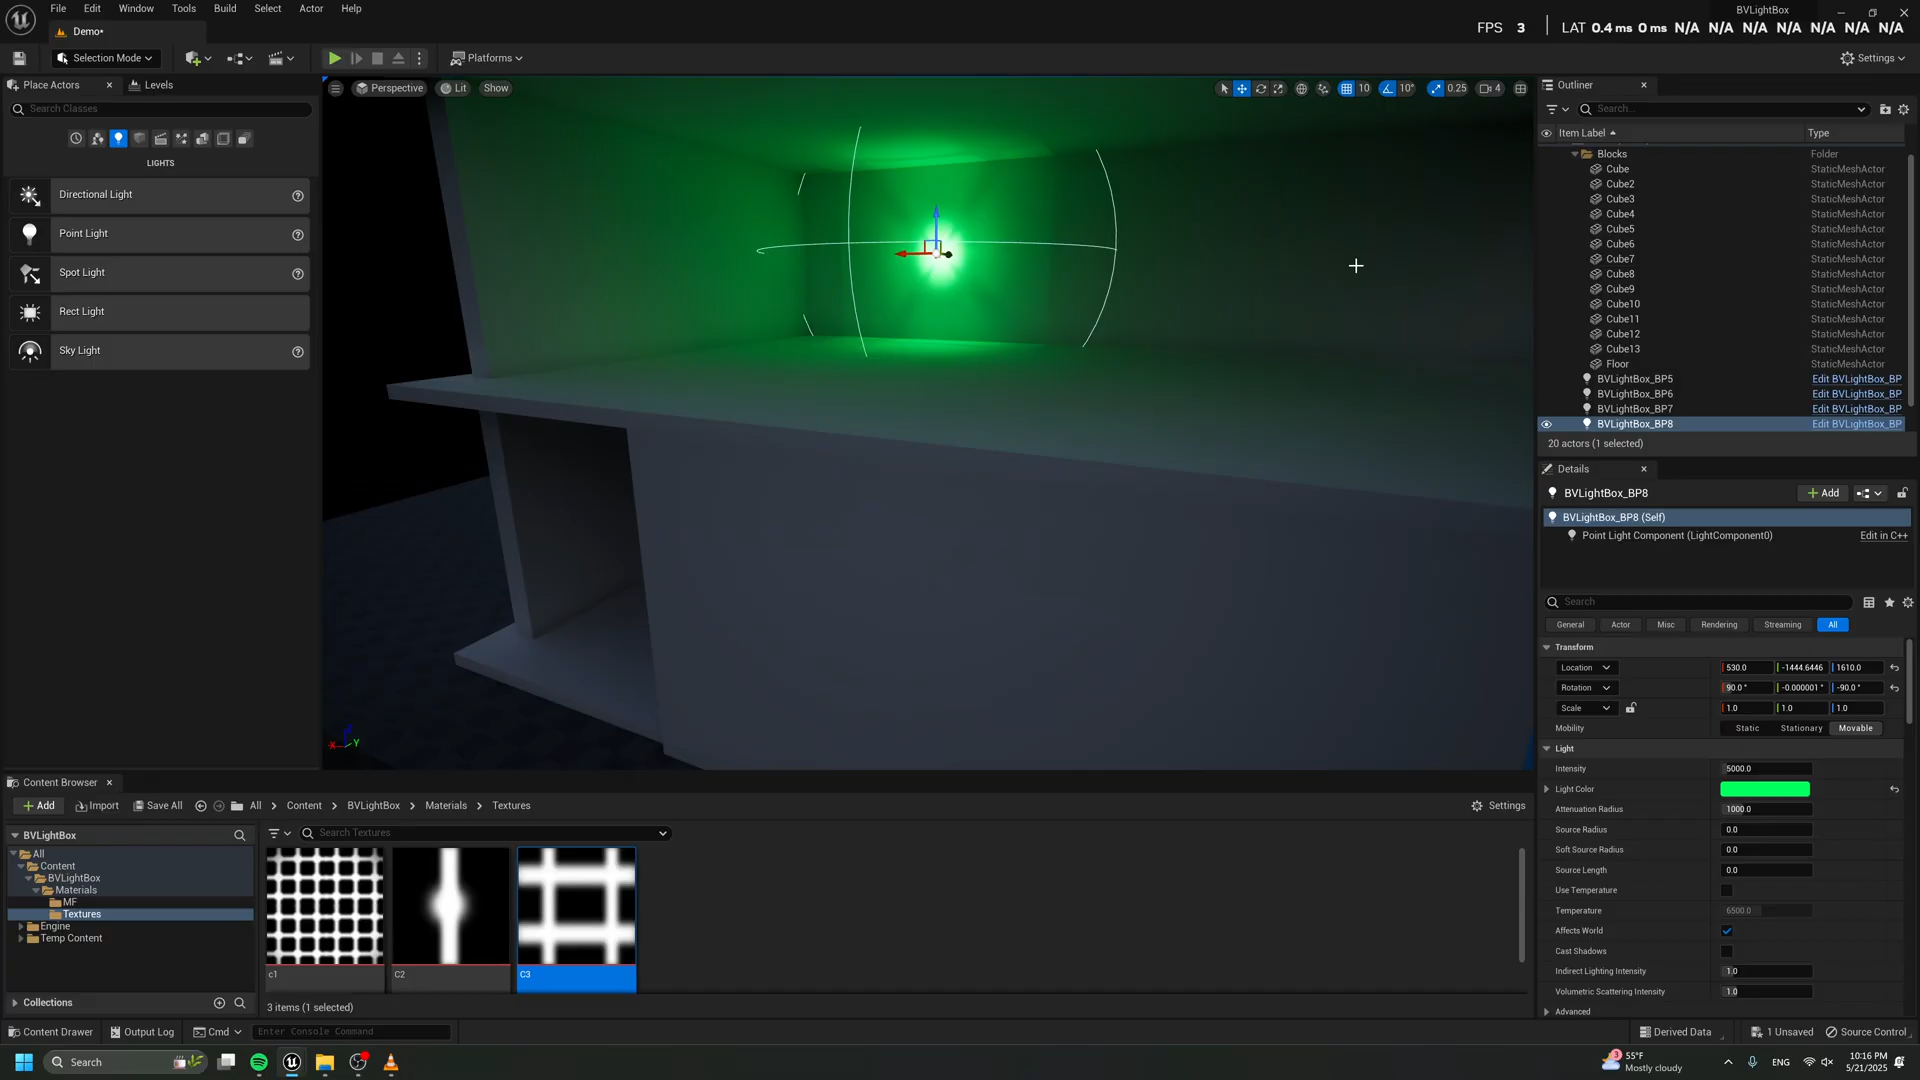 File Edit Window Tools Build Select Actor Help
BVLightBox
Demo*
FPS 3 LAT 0.4 ms 0 ms N/A N/A N/A N/A N/A N/A N/A
Selection Mode
Platforms
Settings
Place Actors
Levels
Search Classes
LIGHTS
Directional Light
Point Light
Spot Light
Rect Light
Sky Light
Perspective
Lit
Show
10
10°
0.25
4
X
Y
Outliner
Search...
Item Label
Type
Blocks Folder
Cube StaticMeshActor
Cube2 StaticMeshActor
Cube3 StaticMeshActor
Cube4 StaticMeshActor
Cube5 StaticMeshActor
Cube6 StaticMeshActor
Cube7 StaticMeshActor
Cube8 StaticMeshActor
Cube9 StaticMeshActor
Cube10 StaticMeshActor
Cube11 StaticMeshActor
Cube12 StaticMeshActor
Cube13 StaticMeshActor
Floor StaticMeshActor
BVLightBox_BP5 Edit BVLightBox_BP
BVLightBox_BP6 Edit BVLightBox_BP
BVLightBox_BP7 Edit BVLightBox_BP
BVLightBox_BP8 Edit BVLightBox_BP
20 actors (1 selected)
Details
BVLightBox_BP8
Add
BVLightBox_BP8 (Self)
Point Light Component (LightComponent0) Edit in C++
Search
General Actor Misc Rendering Streaming All
Transform
Location 530.0 -1444.6446 1610.0
Rotation 90.0 ° -0.000001 ° -90.0 °
Scale 1.0 1.0 1.0
Mobility Static Stationary Movable
Light
Intensity 5000.0
Light Color
Attenuation Radius 1000.0
Source Radius 0.0
Soft Source Radius 0.0
Source Length 0.0
Use Temperature
Temperature 6500.0
Affects World
Cast Shadows
Indirect Lighting Intensity 1.0
Volumetric Scattering Intensity 1.0
Advanced
Content Browser
Add Import Save All All Content BVLightBox Materials Textures Settings
BVLightBox
All
Content
BVLightBox
Materials
MF
Textures
Engine
Temp Content
Collections
Search Textures
c1
C2
C3
3 items (1 selected)
Content Drawer Output Log Cmd Enter Console Command Derived Data 1 Unsaved Source Control
Search
3
55°F
Mostly cloudy
ENG
10:16 PM
5/21/2025